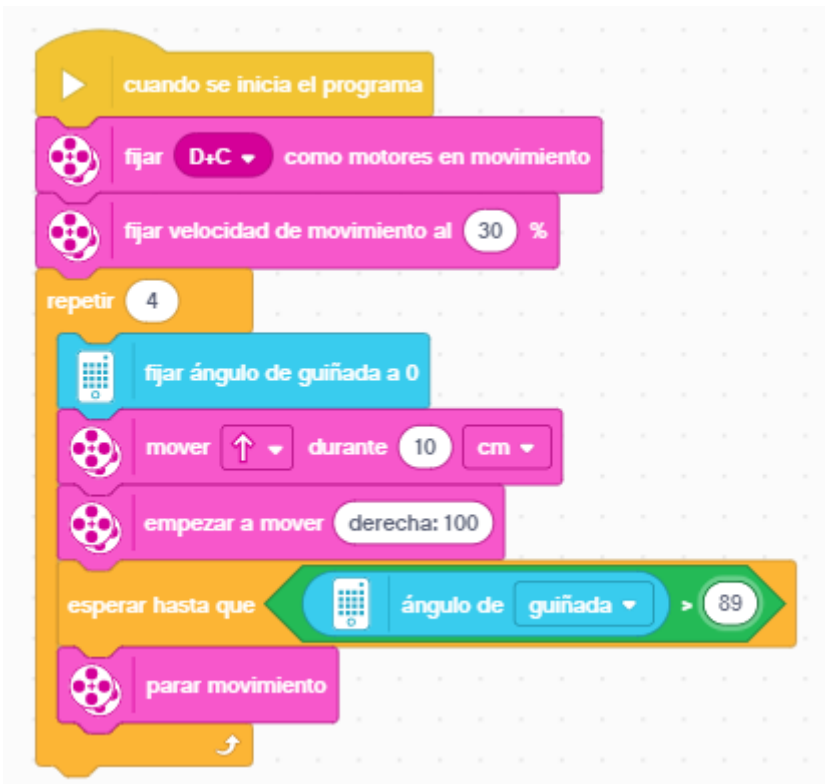 cuando se inicia el programa
fijar D+C como motores en movimiento
fijar velocidad de movimiento al 30 %
repetir 4
fijar ángulo de guiñada a 0
mover durante 10 cm
empezar a mover derecha: 100
esperar hasta que ángulo de guiñada > 89
parar movimiento